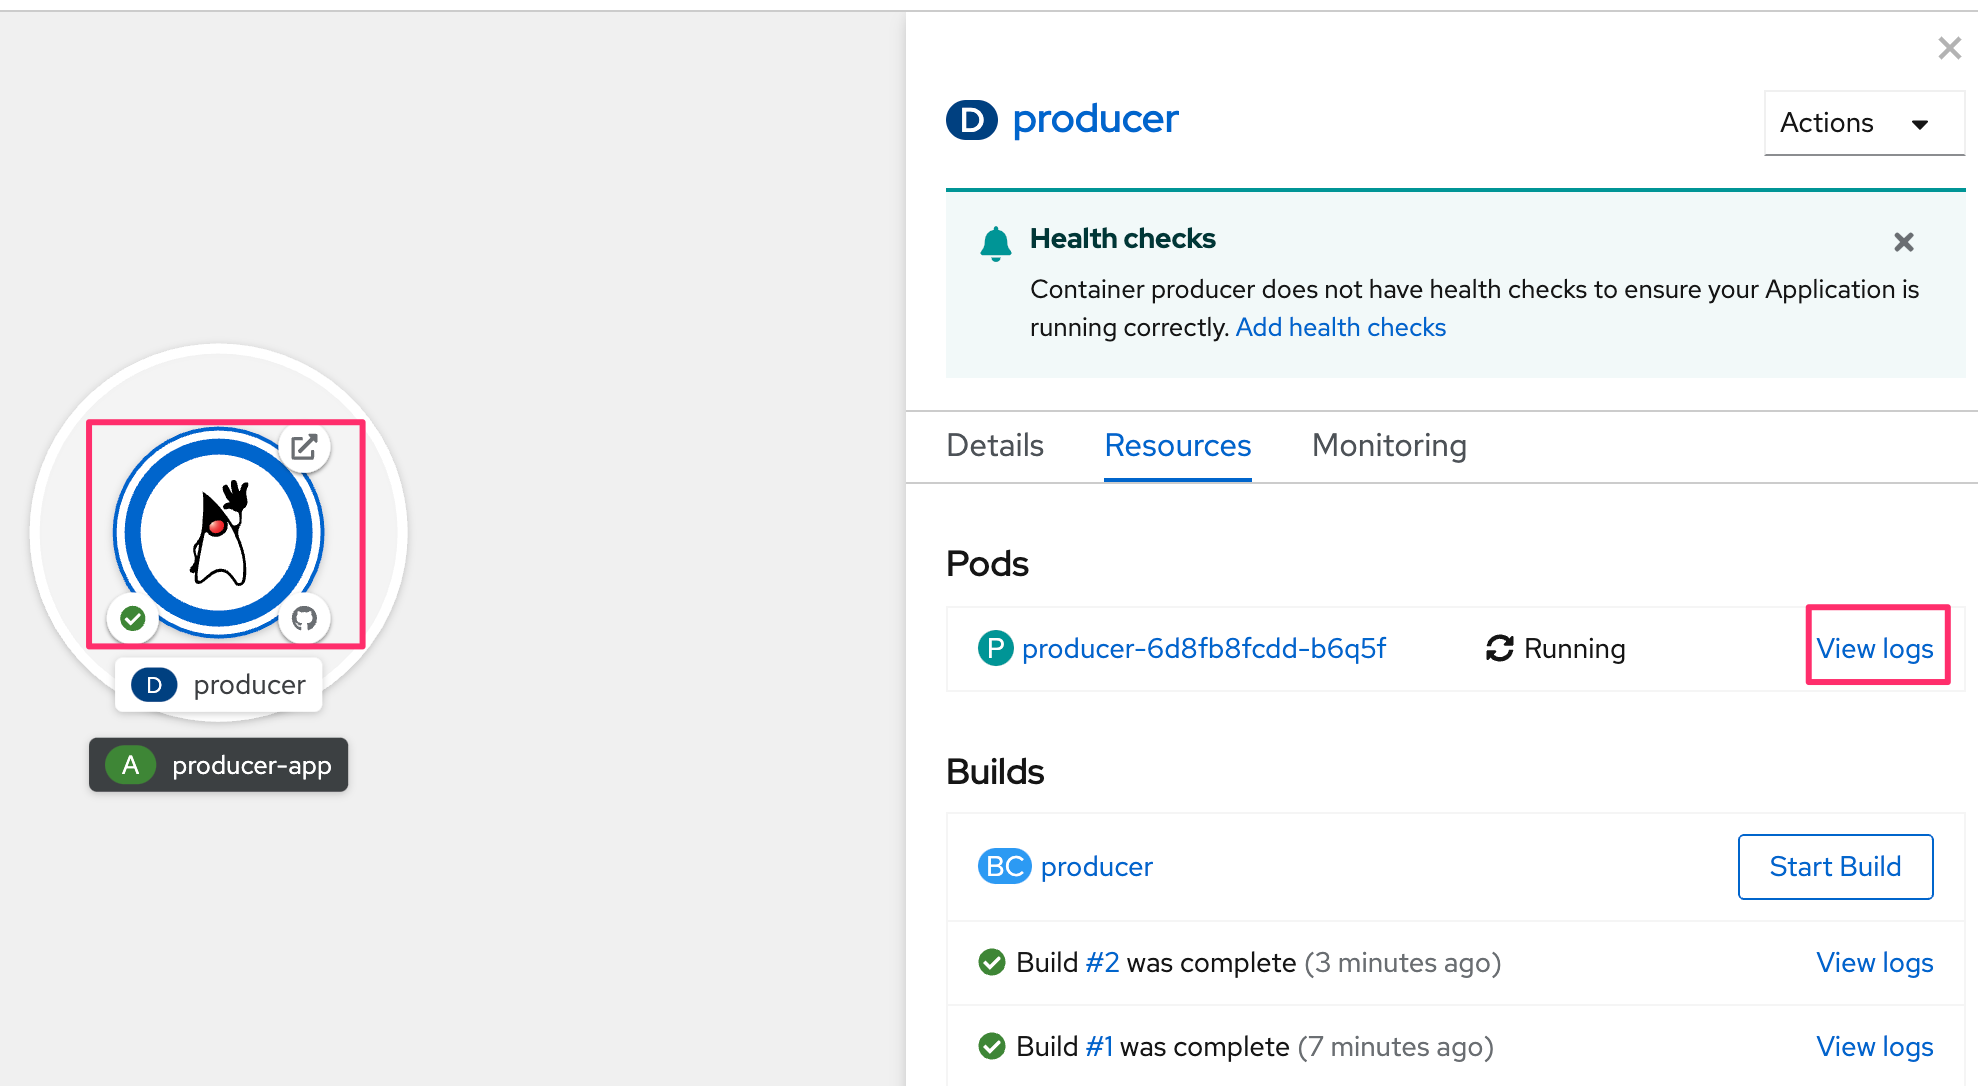 D producer
Actions
Health checks
Container producer does not have health checks to ensure your Application is
running correctly. Add health checks
Details Resources Monitoring
Pods
P producer-6d8fb8fcdd-b6q5f Running View logs
Builds
BC producer Start Build
Build #2 was complete (3 minutes ago) View logs
Build #1 was complete (7 minutes ago) View logs
D producer
A producer-app